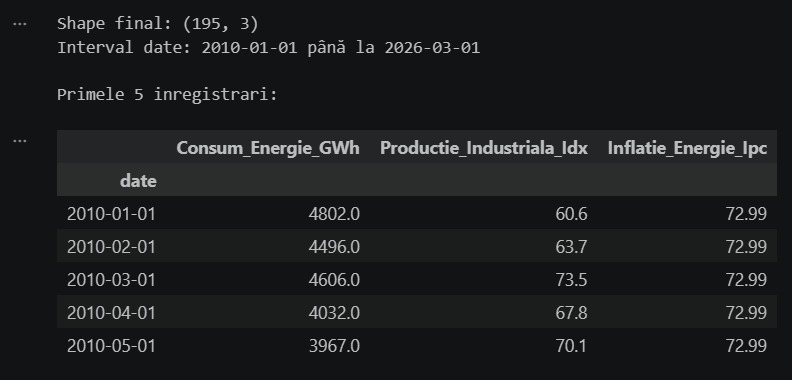 Shape final: (195, 3)
Interval date: 2010-01-01 până la 2026-03-01
Primele 5 inregistrari:
Consum_Energie_GWh Productie_Industriala_Idx Inflatie_Energie_Ipc
date
2010-01-01 4802.0 60.6 72.99
2010-02-01 4496.0 63.7 72.99
2010-03-01 4606.0 73.5 72.99
2010-04-01 4032.0 67.8 72.99
2010-05-01 3967.0 70.1 72.99